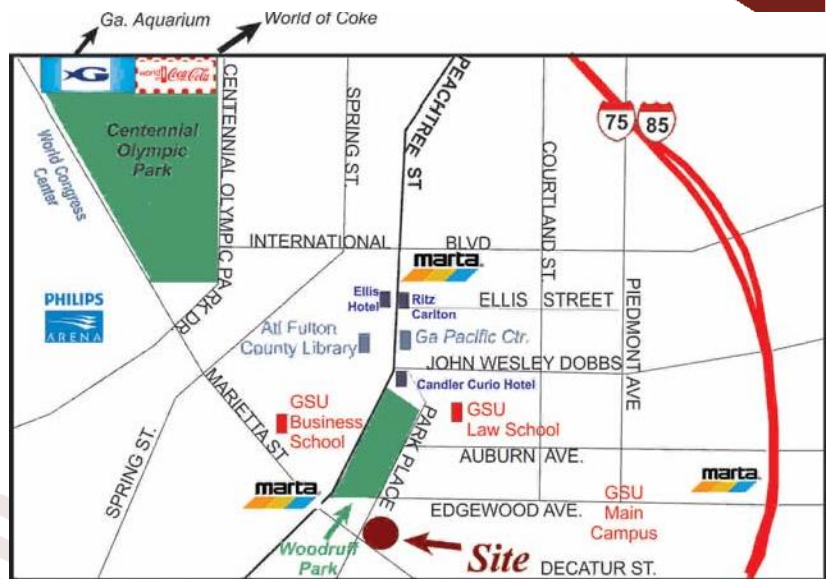 Ga. Aquarium
World of Coke
G
World of Coca-Cola
Centennial
Olympic
Park
World Congress
Center
CENTENNIAL OLYMPIC PA
RK DR
SPRING ST.
PEACHTREE ST
COURTLAND ST.
75
85
INTERNATIONAL BLVD
marta
PHILIPS
ARENA
Ellis
Hotel
Ritz
Carlton
ELLIS STREET
PIEDMONT AVE
Atl Fulton
County Library
Ga Pacific Ctr.
JOHN WESLEY DOBBS
Candler Curio Hotel
MARIETTA ST
GSU
Business
School
PARK PLACE
GSU
Law School
AUBURN AVE.
SPRING ST.
marta
marta
EDGEWOOD AVE.
GSU
Main
Campus
Woodruff
Park
Site
DECATUR ST.